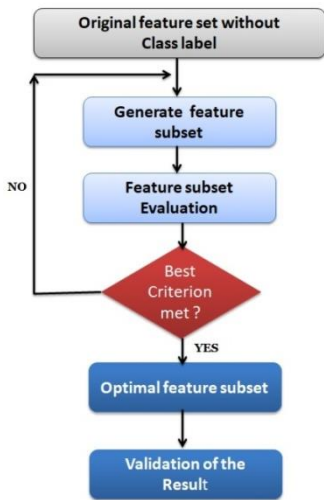 Original feature set without
Class label
Generate feature
subset
Feature subset
Evaluation
NO
Best
Criterion
met ?
YES
Optimal feature subset
Validation of the
Result